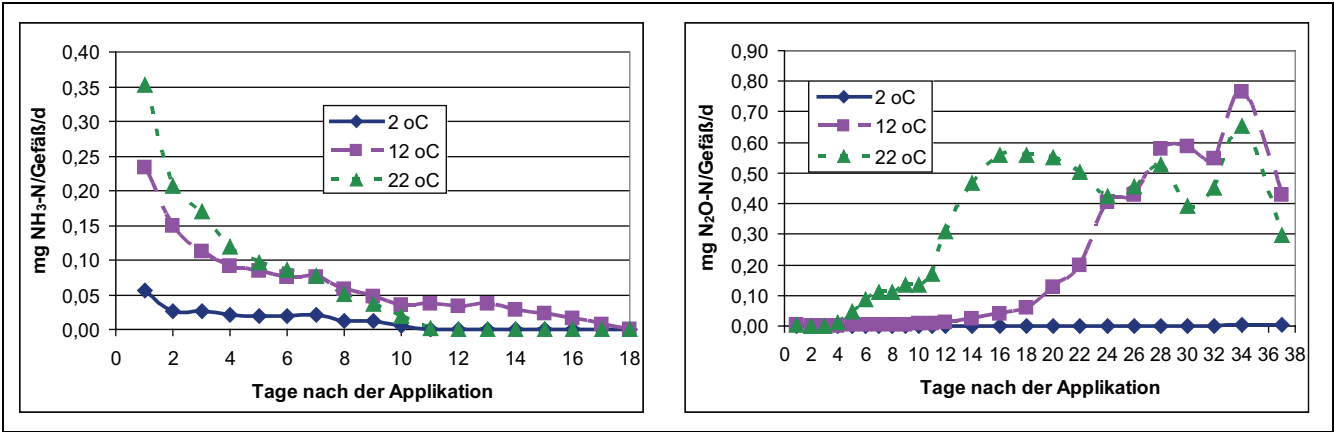 mg NH₃-N/Gefäß/d
0,40
0,35
0,30
0,25
0,20
0,15
0,10
0,05
0,00
2 oC
12 oC
22 oC
0 2 4 6 8 10 12 14 16 18
Tage nach der Applikation
mg N₂O-N/Gefäß/d
0,90
0,80
0,70
0,60
0,50
0,40
0,30
0,20
0,10
0,00
2 oC
12 oC
22 oC
0 2 4 6 8 10 12 14 16 18 20 22 24 26 28 30 32 34 36 38
Tage nach der Applikation